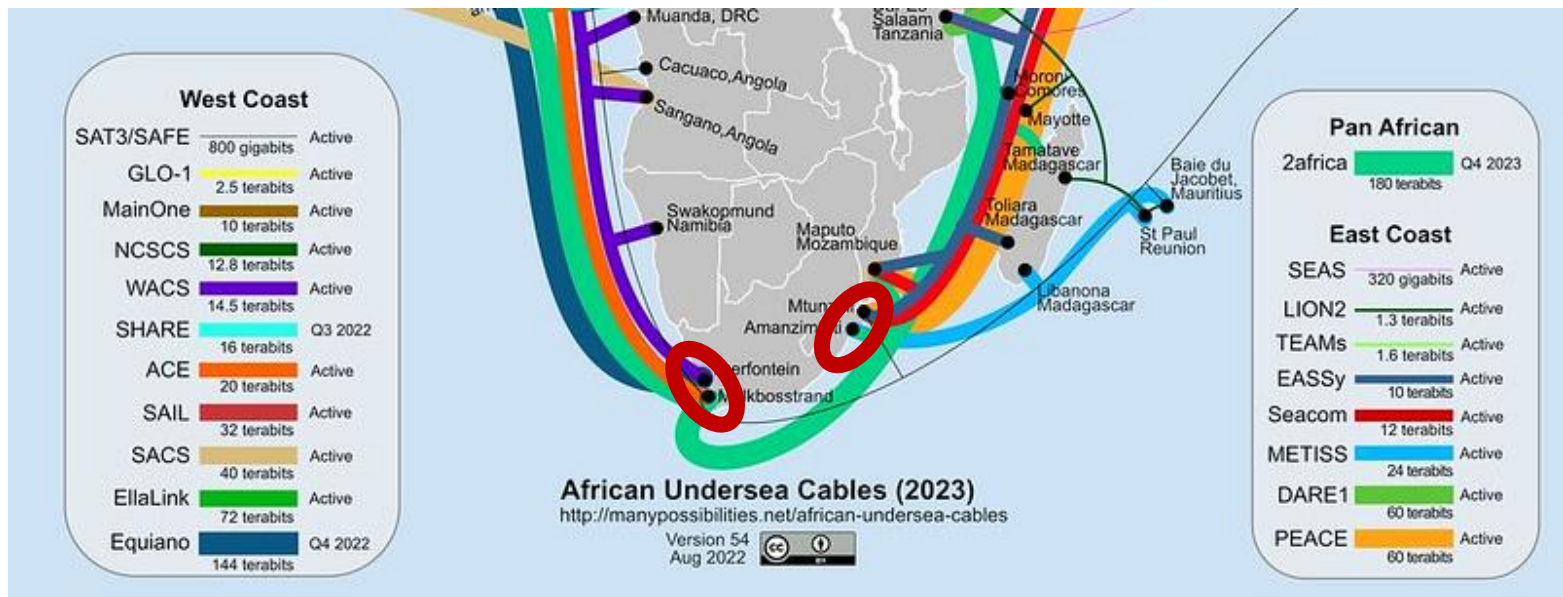 West Coast
SAT3/SAFE 800 gigabits Active
GLO-1 2.5 terabits Active
MainOne 10 terabits Active
NCSCS 12.8 terabits Active
WACS 14.5 terabits Active
SHARE 16 terabits Q3 2022
ACE 20 terabits Active
SAIL 32 terabits Active
SACS 40 terabits Active
EllaLink 72 terabits Active
Equiano 144 terabits Q4 2022
Muanda, DRC
Cacuaco,Angola
Sangano,Angola
Swakopmund
Namibia
Salaam
Tanzania
Moroni
Comores
Mayotte
Tamatave
Madagascar
Toliara
Madagascar
Maputo
Mozambique
Baie du
Jacobet,
Mauritius
St Paul
Reunion
Libanona
Madagascar
African Undersea Cables (2023)
http://manypossibilities.net/african-undersea-cables
Version 54
Aug 2022
cc
Pan African
2africa 180 terabits Q4 2023
East Coast
SEAS 320 gigabits Active
LION2 1.3 terabits Active
TEAMs 1.6 terabits Active
EASSy 10 terabits Active
Seacom 12 terabits Active
METISS 24 terabits Active
DARE1 60 terabits Active
PEACE 60 terabits Active